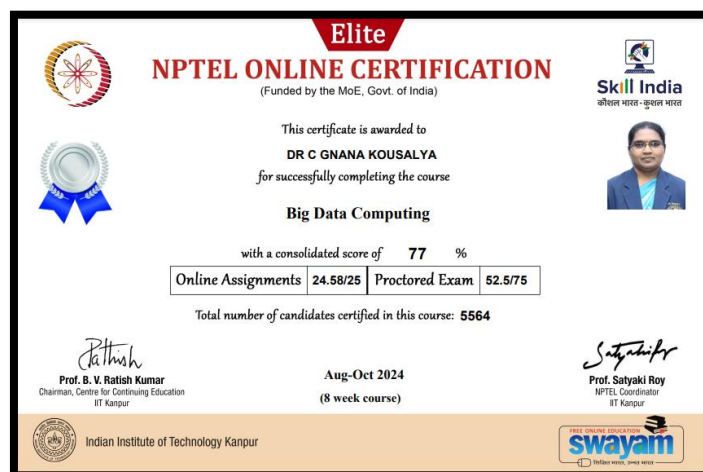 Elite
NPTEL ONLINE CERTIFICATION
(Funded by the MoE, Govt. of India)
Skill India
कौशल भारत - कुशल भारत
This certificate is awarded to
DR C GNANA KOUSALYA
for successfully completing the course
Big Data Computing
with a consolidated score of 77 %
Online Assignments 24.58/25 Proctored Exam 52.5/75
Total number of candidates certified in this course: 5564
Prof. B. V. Ratish Kumar
Chairman, Centre for Continuing Education
IIT Kanpur
Aug-Oct 2024
(8 week course)
Prof. Satyaki Roy
NPTEL Coordinator
IIT Kanpur
Indian Institute of Technology Kanpur
FREE ONLINE EDUCATION
swayam
शिक्षित भारत, उन्नत भारत